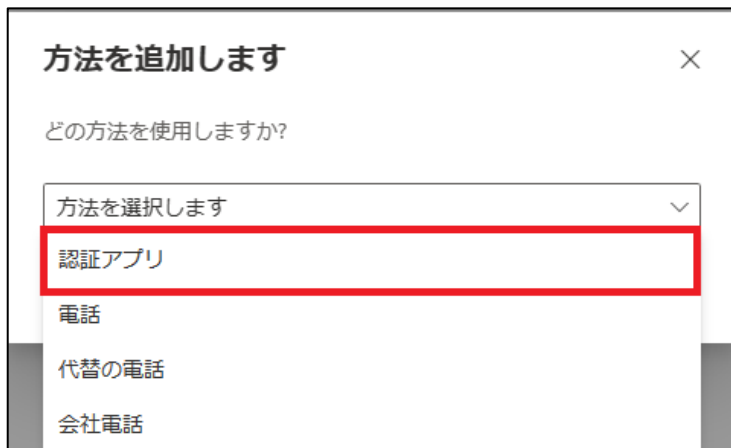 方法を追加します
どの方法を使用しますか?
方法を選択します
認証アプリ
電話
代替の電話
会社電話